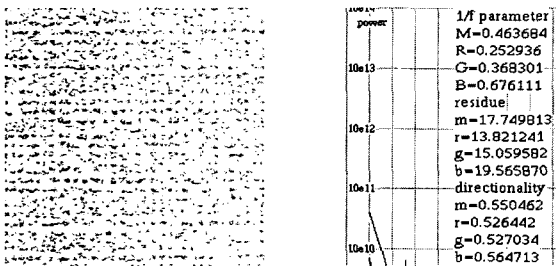 10e14
power
10e13
10e12
10e11
10e10
1/f parameter
M=0.463684
R=0.252936
G=0.368301
B=0.676111
residue
m=17.749813
r=13.821241
g=15.059582
b=19.565870
directionality
m=0.550462
r=0.526442
g=0.527034
b=0.564713